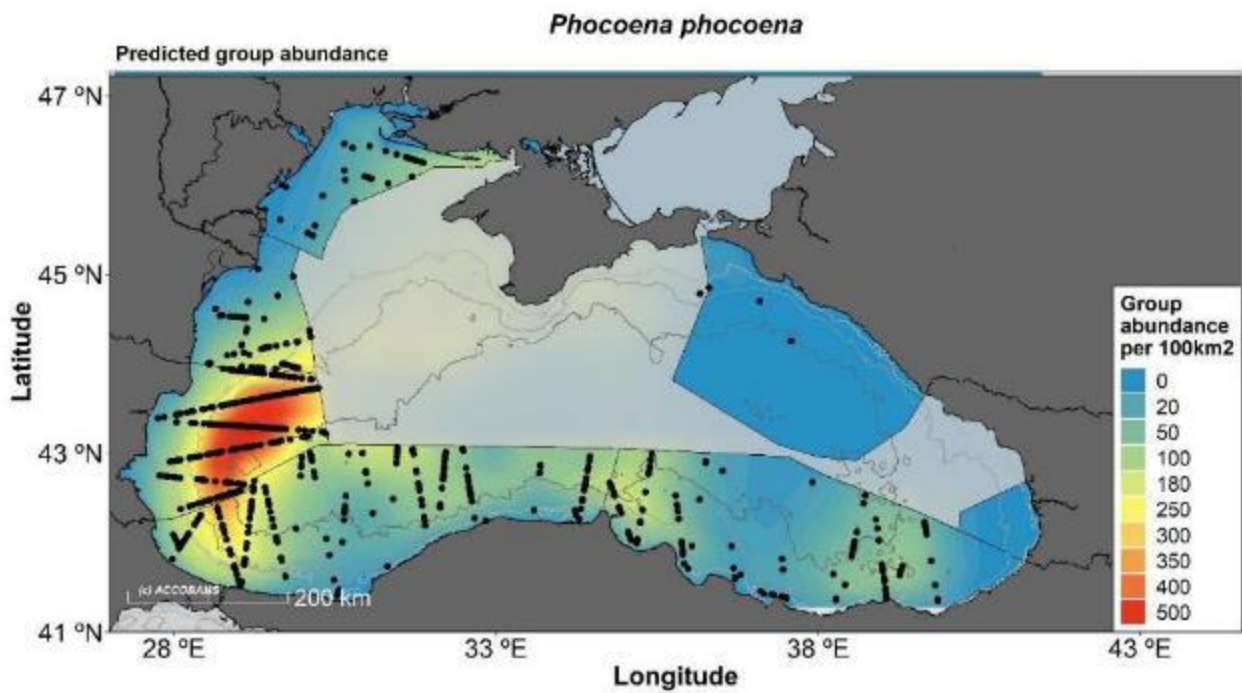 Phocoena phocoena
Predicted group abundance
47 ºN
45 ºN
43 ºN
41 ºN
Latitude
Group
abundance
per 100km2
0
20
50
100
180
250
300
350
400
500
(c) ACCOBAMS
200 km
28 ºE
33 ºE
38 ºE
43 ºE
Longitude